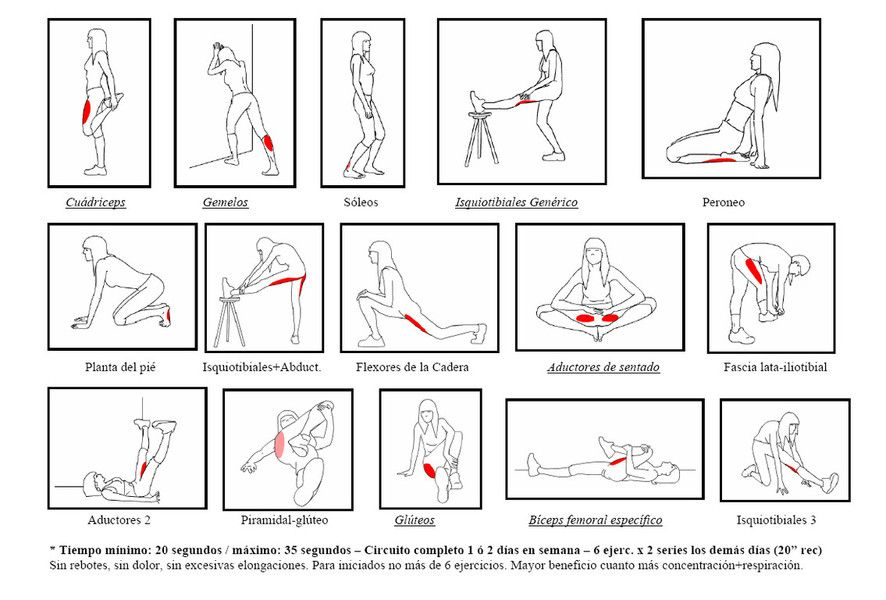 Cuádriceps Gemelos Sóleos Isquiotibiales Genérico Peroneo
Planta del pié Isquiotibiales+Abduct. Flexores de la Cadera Aductores de sentado Fascia lata-iliotibial
Aductores 2 Piramidal-glúteo Glúteos Bíceps femoral específico Isquiotibiales 3
* Tiempo mínimo: 20 segundos / máximo: 35 segundos – Circuito completo 1 ó 2 días en semana – 6 ejerc. x 2 series los demás días (20” rec)
Sin rebotes, sin dolor, sin excesivas elongaciones. Para iniciados no más de 6 ejercicios. Mayor beneficio cuanto más concentración+respiración.